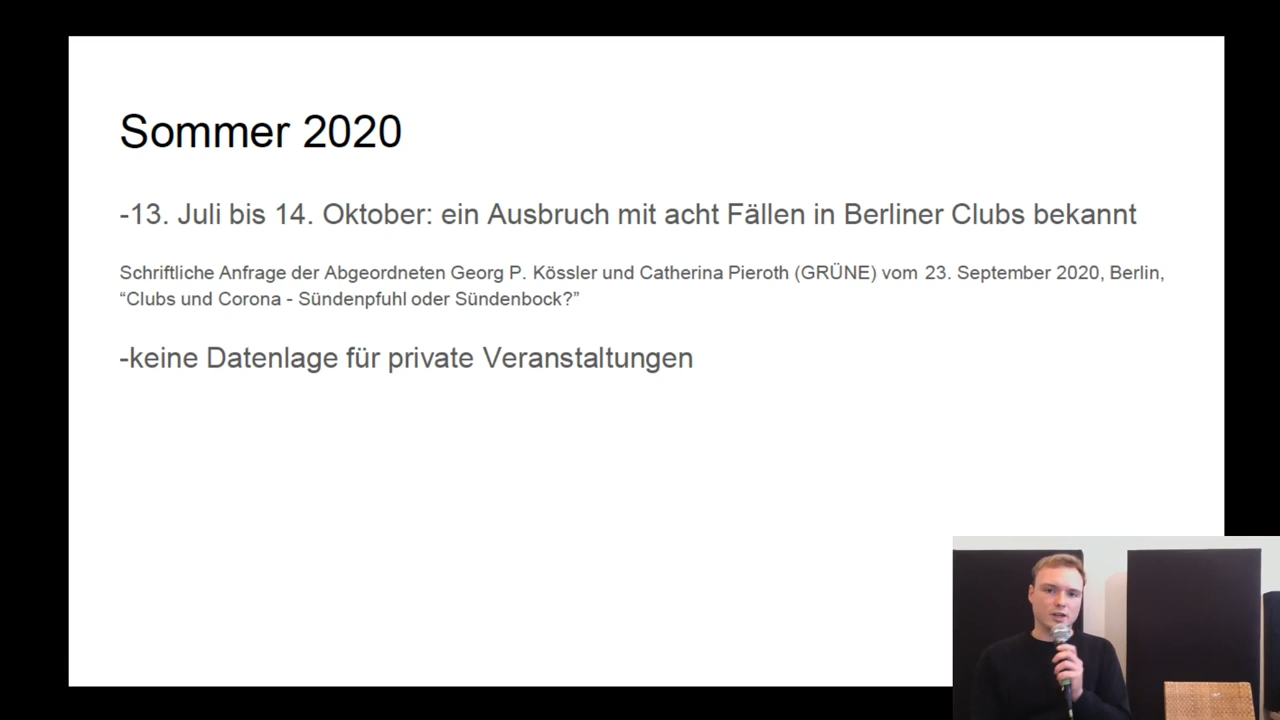 Sommer 2020
-13. Juli bis 14. Oktober: ein Ausbruch mit acht Fällen in Berliner Clubs bekannt
Schriftliche Anfrage der Abgeordneten Georg P. Kössler und Catherina Pieroth (GRÜNE) vom 23. September 2020, Berlin,
“Clubs und Corona - Sündenpfuhl oder Sündenbock?”
-keine Datenlage für private Veranstaltungen